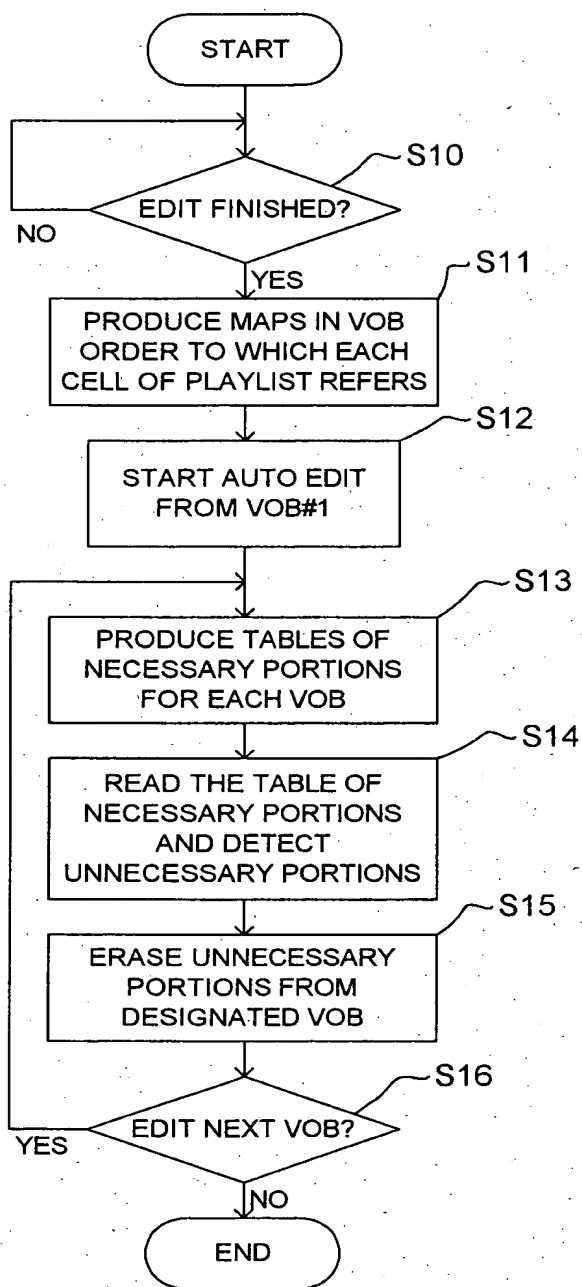 START
S10
EDIT FINISHED?
NO
YES
S11
PRODUCE MAPS IN VOB
ORDER TO WHICH EACH
CELL OF PLAYLIST REFERS
S12
START AUTO EDIT
FROM VOB#1
S13
PRODUCE TABLES OF
NECESSARY PORTIONS
FOR EACH VOB
S14
READ THE TABLE OF
NECESSARY PORTIONS
AND DETECT
UNNECESSARY PORTIONS
S15
ERASE UNNECESSARY
PORTIONS FROM
DESIGNATED VOB
S16
EDIT NEXT VOB?
YES
NO
END